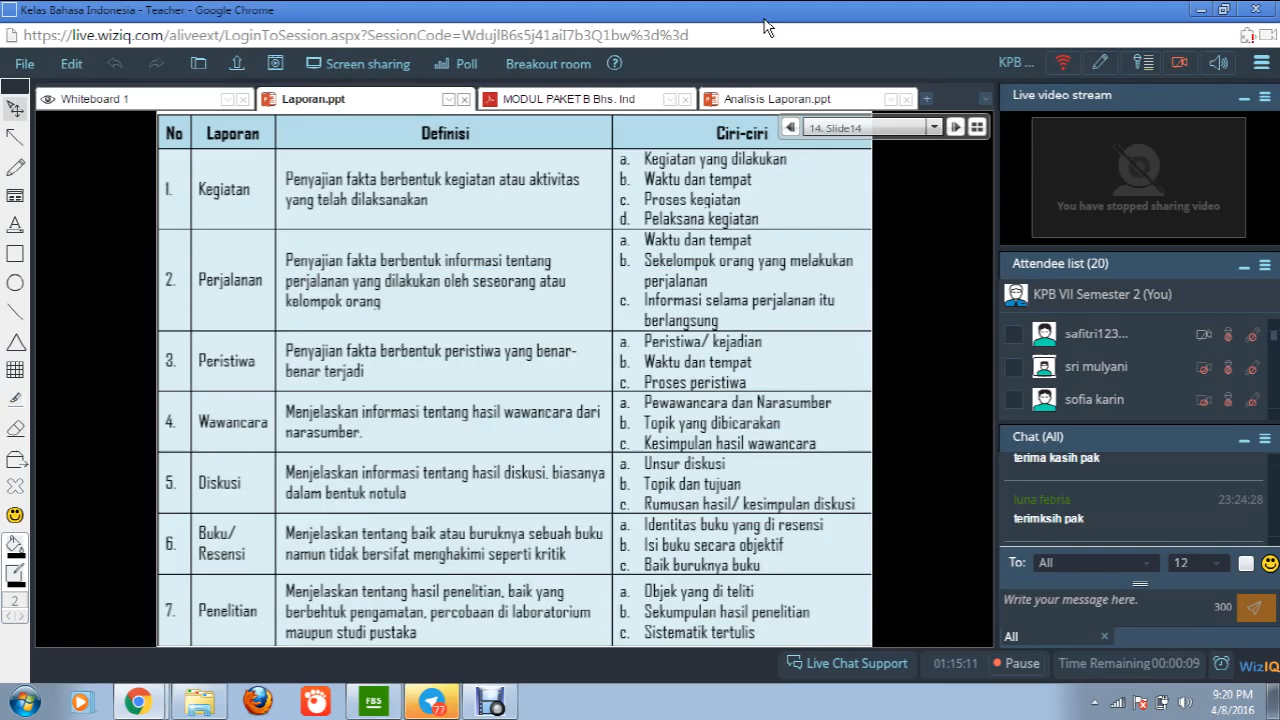 Kelas Bahasa Indonesia - Teacher - Google Chrome
https://live.wiziq.com/aliveext/LoginToSession.aspx?SessionCode=WdujlB6s5j41aiI7b3Q1bw%3d%3d
File Edit Screen sharing Poll Breakout room KPB ...
Whiteboard 1 Laporan.ppt MODUL PAKET B Bhs. Ind Analisis Laporan.ppt
14. Slide14
No Laporan Definisi Ciri-ciri
1. Kegiatan Penyajian fakta berbentuk kegiatan atau aktivitas
yang telah dilaksanakan
a. Kegiatan yang dilakukan
b. Waktu dan tempat
c. Proses kegiatan
d. Pelaksana kegiatan
2. Perjalanan Penyajian fakta berbentuk informasi tentang
perjalanan yang dilakukan oleh seseorang atau
kelompok orang
a. Waktu dan tempat
b. Sekelompok orang yang melakukan
perjalanan
c. Informasi selama perjalanan itu
berlangsung
3. Peristiwa Penyajian fakta berbentuk peristiwa yang benar-
benar terjadi
a. Peristiwa/ kejadian
b. Waktu dan tempat
c. Proses peristiwa
4. Wawancara Menjelaskan informasi tentang hasil wawancara dari
narasumber.
a. Pewawancara dan Narasumber
b. Topik yang dibicarakan
c. Kesimpulan hasil wawancara
5. Diskusi Menjelaskan informasi tentang hasil diskusi. biasanya
dalam bentuk notula
a. Unsur diskusi
b. Topik dan tujuan
c. Rumusan hasil/ kesimpulan diskusi
6. Buku/
Resensi
Menjelaskan tentang baik atau buruknya sebuah buku
namun tidak bersifat menghakimi seperti kritik
a. Identitas buku yang di resensi
b. Isi buku secara objektif
c. Baik buruknya buku
7. Penelitian Menjelaskan tentang hasil penelitian. baik yang
berbehtuk pengamatan, percobaan di laboratorium
maupun studi pustaka
a. Objek yang di teliti
b. Sekumpulan hasil penelitian
c. Sistematik tertulis
Live video stream
You have stopped sharing video
Attendee list (20)
KPB VII Semester 2 (You)
safitri123...
sri mulyani
sofia karin
Chat (All)
terima kasih pak
luna febria 23:24:28
terimksih pak
To: All 12
Write your message here. 300
All
2
Live Chat Support 01:15:11 Pause Time Remaining 00:00:09 WizIQ
FBS 77
9:20 PM
4/8/2016